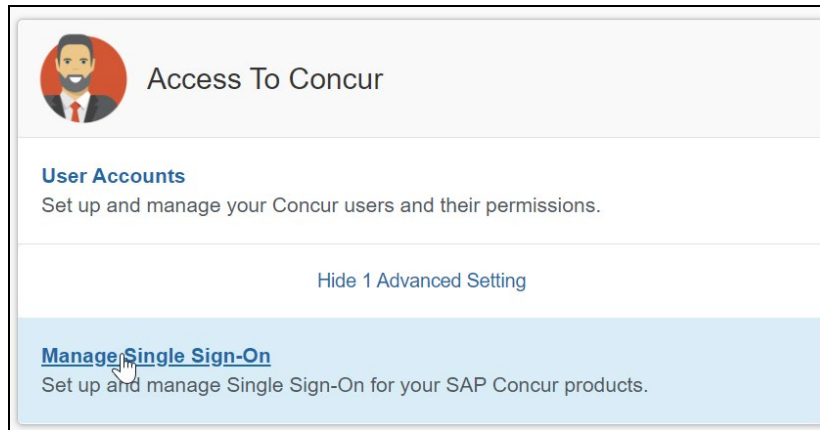 Access To Concur
User Accounts
Set up and manage your Concur users and their permissions.
Hide 1 Advanced Setting
Manage Single Sign-On
Set up and manage Single Sign-On for your SAP Concur products.